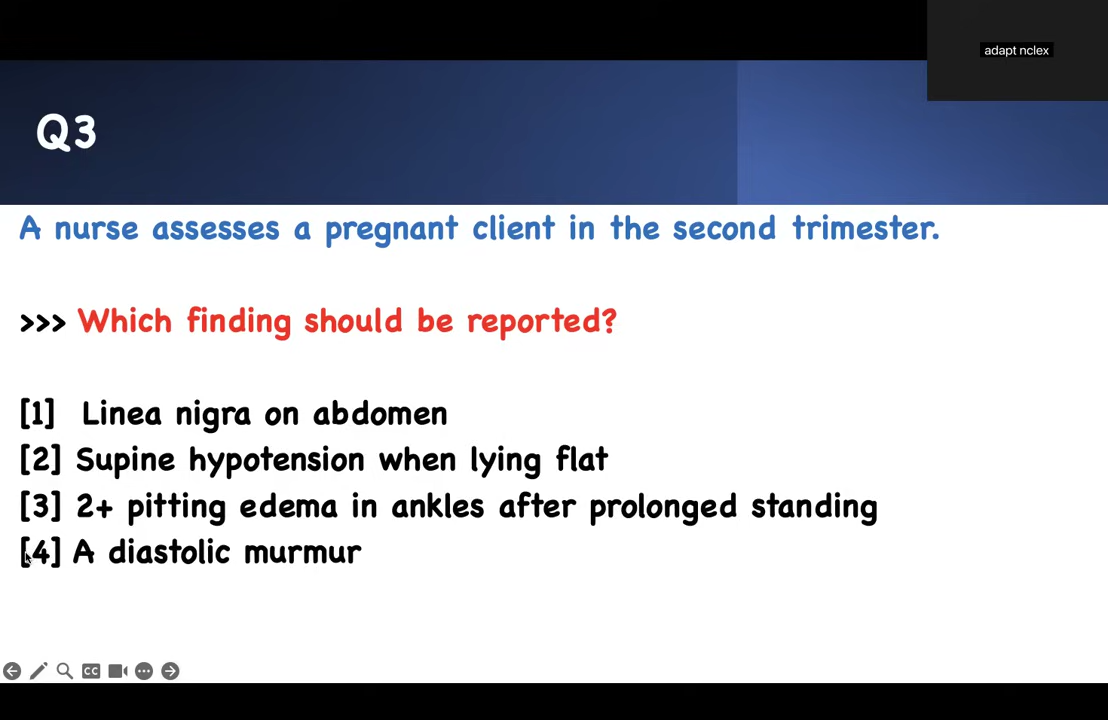 adapt nclex
Q3
A nurse assesses a pregnant client in the second trimester.
>>> Which finding should be reported?
[1] Linea nigra on abdomen
[2] Supine hypotension when lying flat
[3] 2+ pitting edema in ankles after prolonged standing
[4] A diastolic murmur
CC